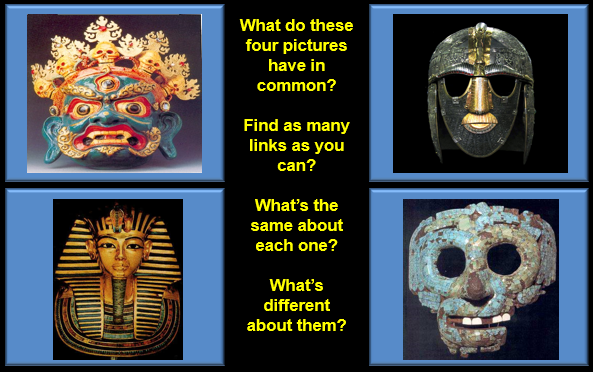 What do these
four pictures
have in
common?
Find as many
links as you
can?
What’s the
same about
each one?
What’s
different
about them?